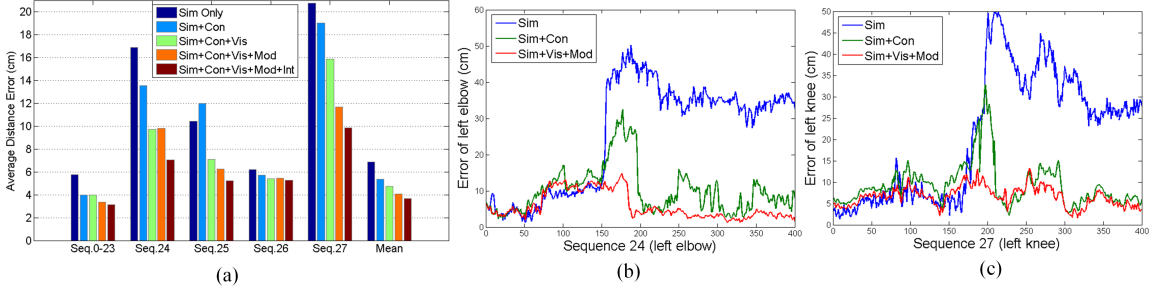 Average Distance Error (cm)
20
18
16
14
12
10
8
6
4
2
0
Sim Only
Sim+Con
Sim+Con+Vis
Sim+Con+Vis+Mod
Sim+Con+Vis+Mod+Int
Seq.0-23 Seq.24 Seq.25 Seq.26 Seq.27 Mean
(a)
Error of left elbow (cm)
60
50
40
30
20
10
0
Sim
Sim+Con
Sim+Vis+Mod
0 50 100 150 200 250 300 350 400
Sequence 24 (left elbow)
(b)
Error of left knee (cm)
50
45
40
35
30
25
20
15
10
5
0
Sim
Sim+Con
Sim+Vis+Mod
0 50 100 150 200 250 300 350 400
Sequence 27 (left knee)
(c)